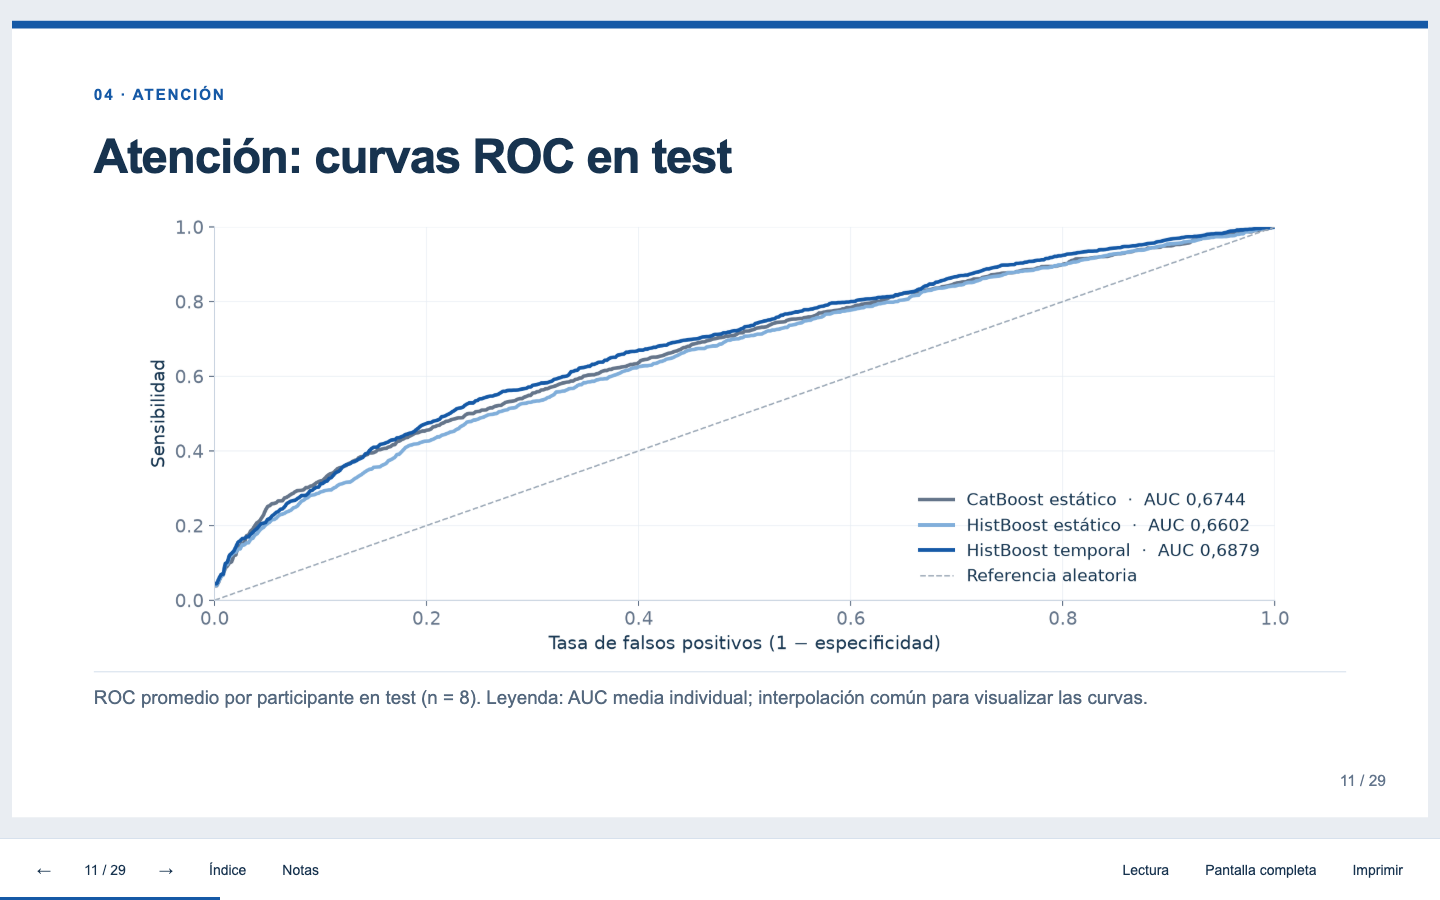 04 · ATENCIÓN
Atención: curvas ROC en test
1.0
0.8
0.6
0.4
0.2
0.0
Sensibilidad
CatBoost estático · AUC 0,6744
HistBoost estático · AUC 0,6602
HistBoost temporal · AUC 0,6879
Referencia aleatoria
0.0 0.2 0.4 0.6 0.8 1.0
Tasa de falsos positivos (1 − especificidad)
ROC promedio por participante en test (n = 8). Leyenda: AUC media individual; interpolación común para visualizar las curvas.
11 / 29
← 11 / 29 → Índice Notas Lectura Pantalla completa Imprimir